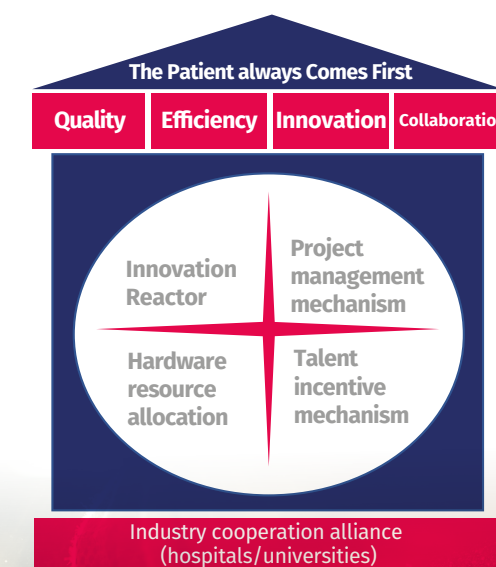 The Patient always Comes First
Quality Efficiency Innovation Collaboratio
Innovation
Reactor
Project
management
mechanism
Hardware
resource
allocation
Talent
incentive
mechanism
Industry cooperation alliance
(hospitals/universities)